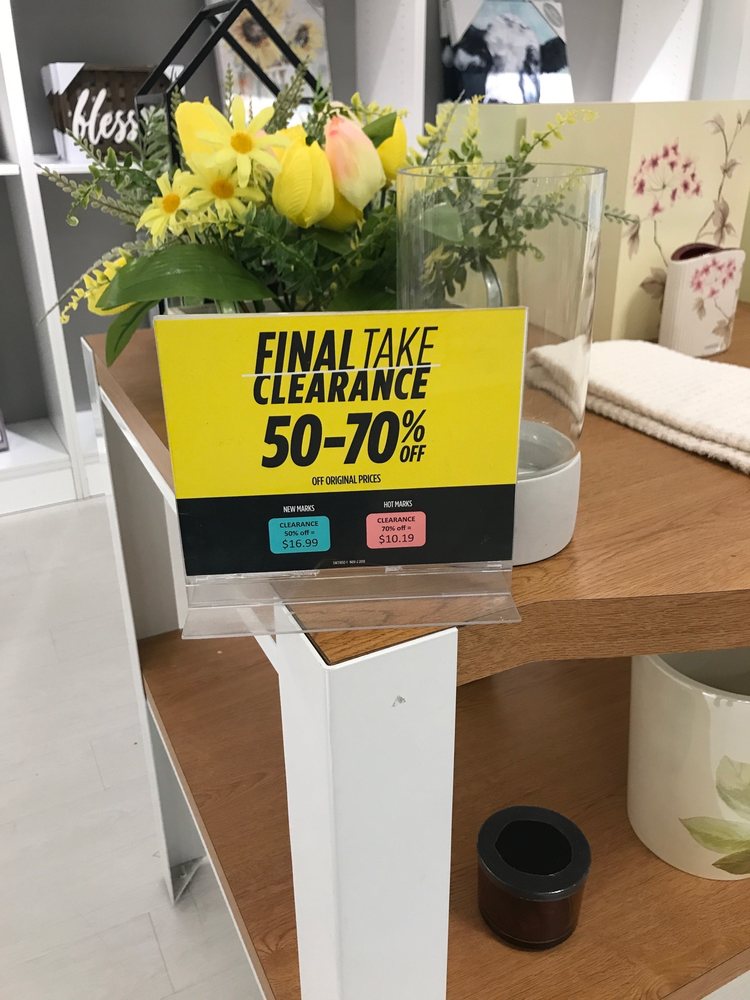 bless
FINAL TAKE
CLEARANCE
50-70% OFF
OFF ORIGINAL PRICES
NEW MARKS
CLEARANCE
50% off =
$16.99
HOT MARKS
CLEARANCE
70% off =
$10.19